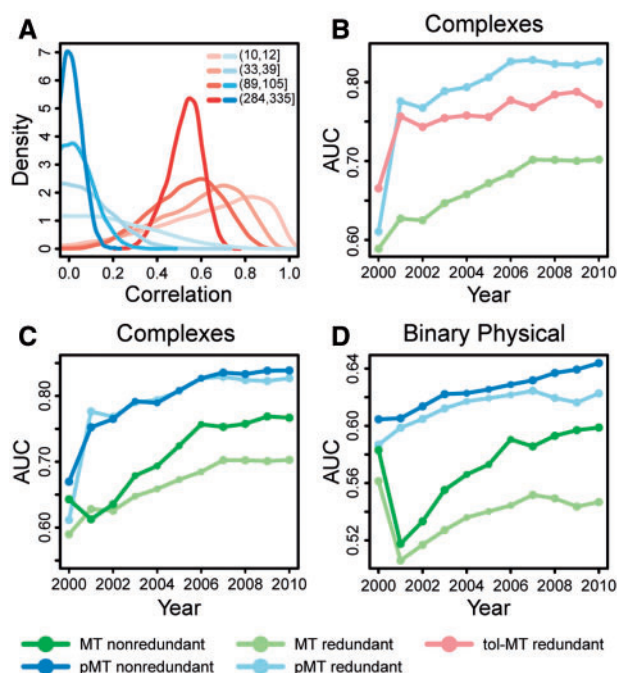 A
Density
7
6
5
4
3
2
1
0
(10,12]
(33,39]
(89,105]
(284,335]
0.0 0.2 0.4 0.6 0.8 1.0
Correlation
B Complexes
AUC
0.80
0.70
0.60
2000 2002 2004 2006 2008 2010
Year
C Complexes
AUC
0.80
0.70
0.60
2000 2002 2004 2006 2008 2010
Year
D Binary Physical
AUC
0.64
0.60
0.56
0.52
2000 2002 2004 2006 2008 2010
Year
MT nonredundant MT redundant tol-MT redundant
pMT nonredundant pMT redundant